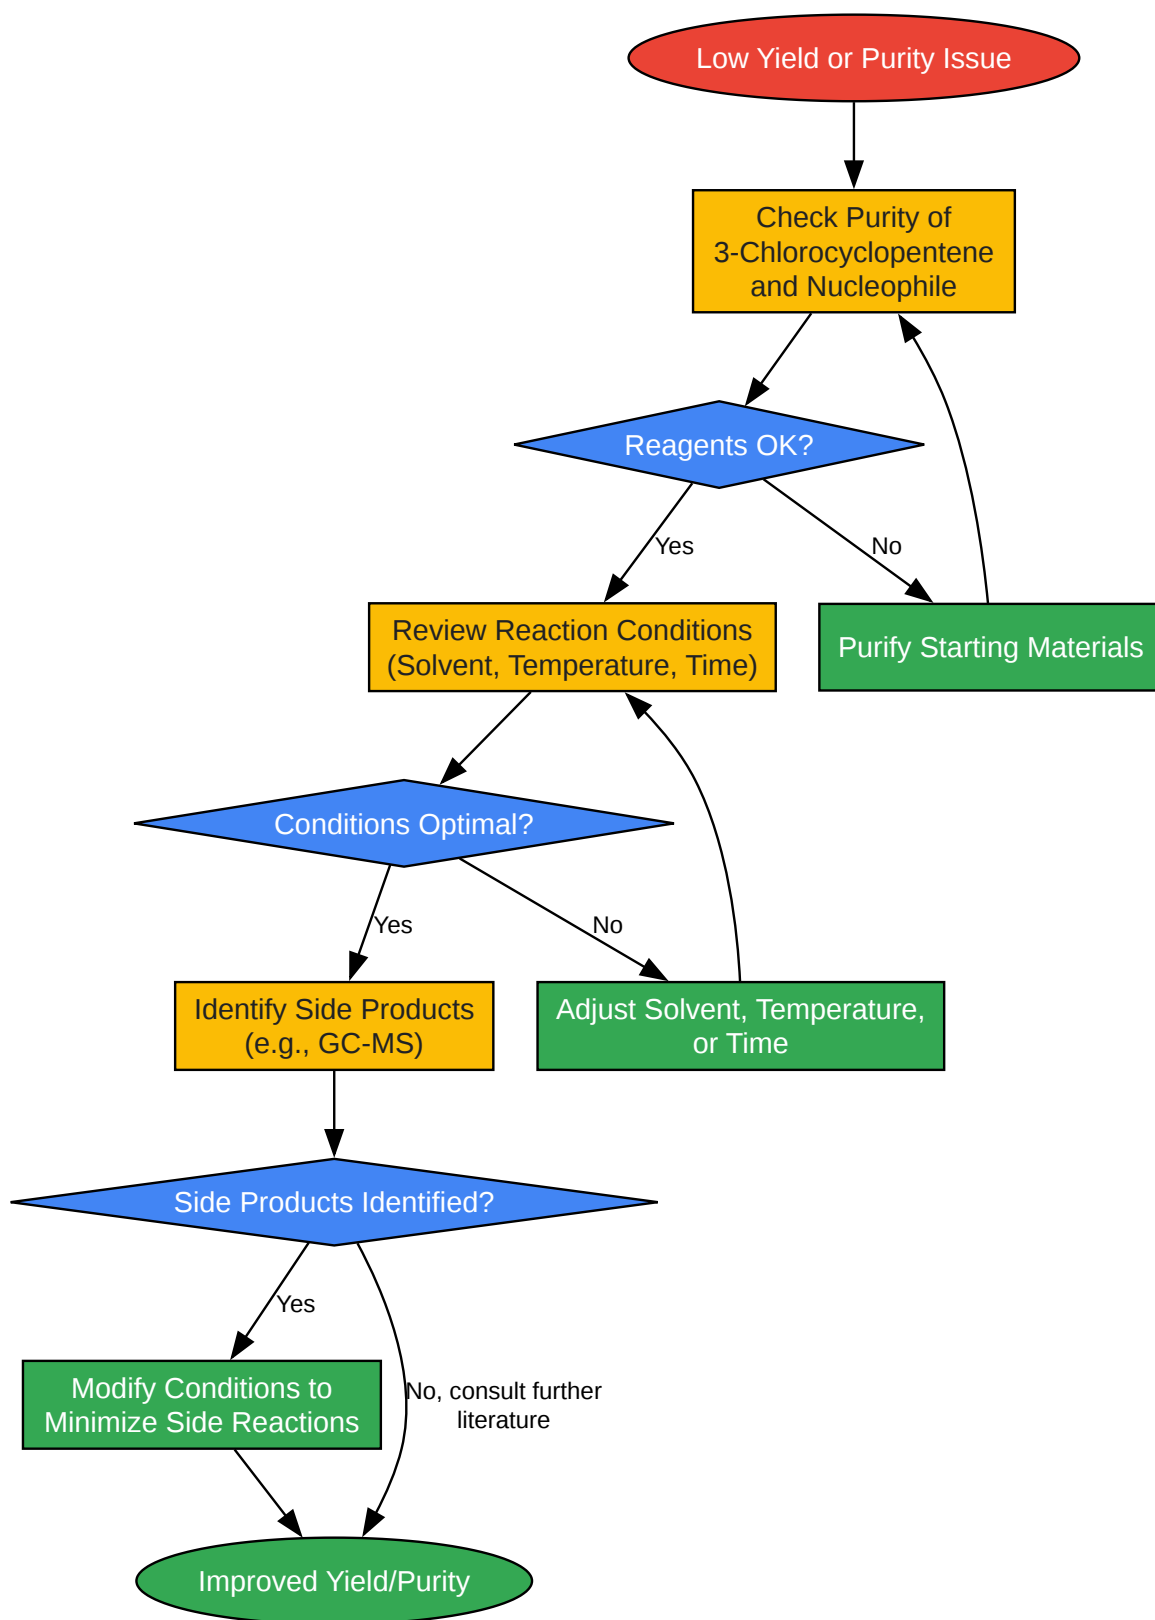 Low Yield or Purity Issue
Check Purity of
3-Chlorocyclopentene
and Nucleophile
Reagents OK?
Yes
No
Review Reaction Conditions
(Solvent, Temperature, Time)
Purify Starting Materials
Conditions Optimal?
Yes
No
Identify Side Products
(e.g., GC-MS)
Adjust Solvent, Temperature,
or Time
Side Products Identified?
Yes
Modify Conditions to
Minimize Side Reactions
No, consult further
literature
Improved Yield/Purity